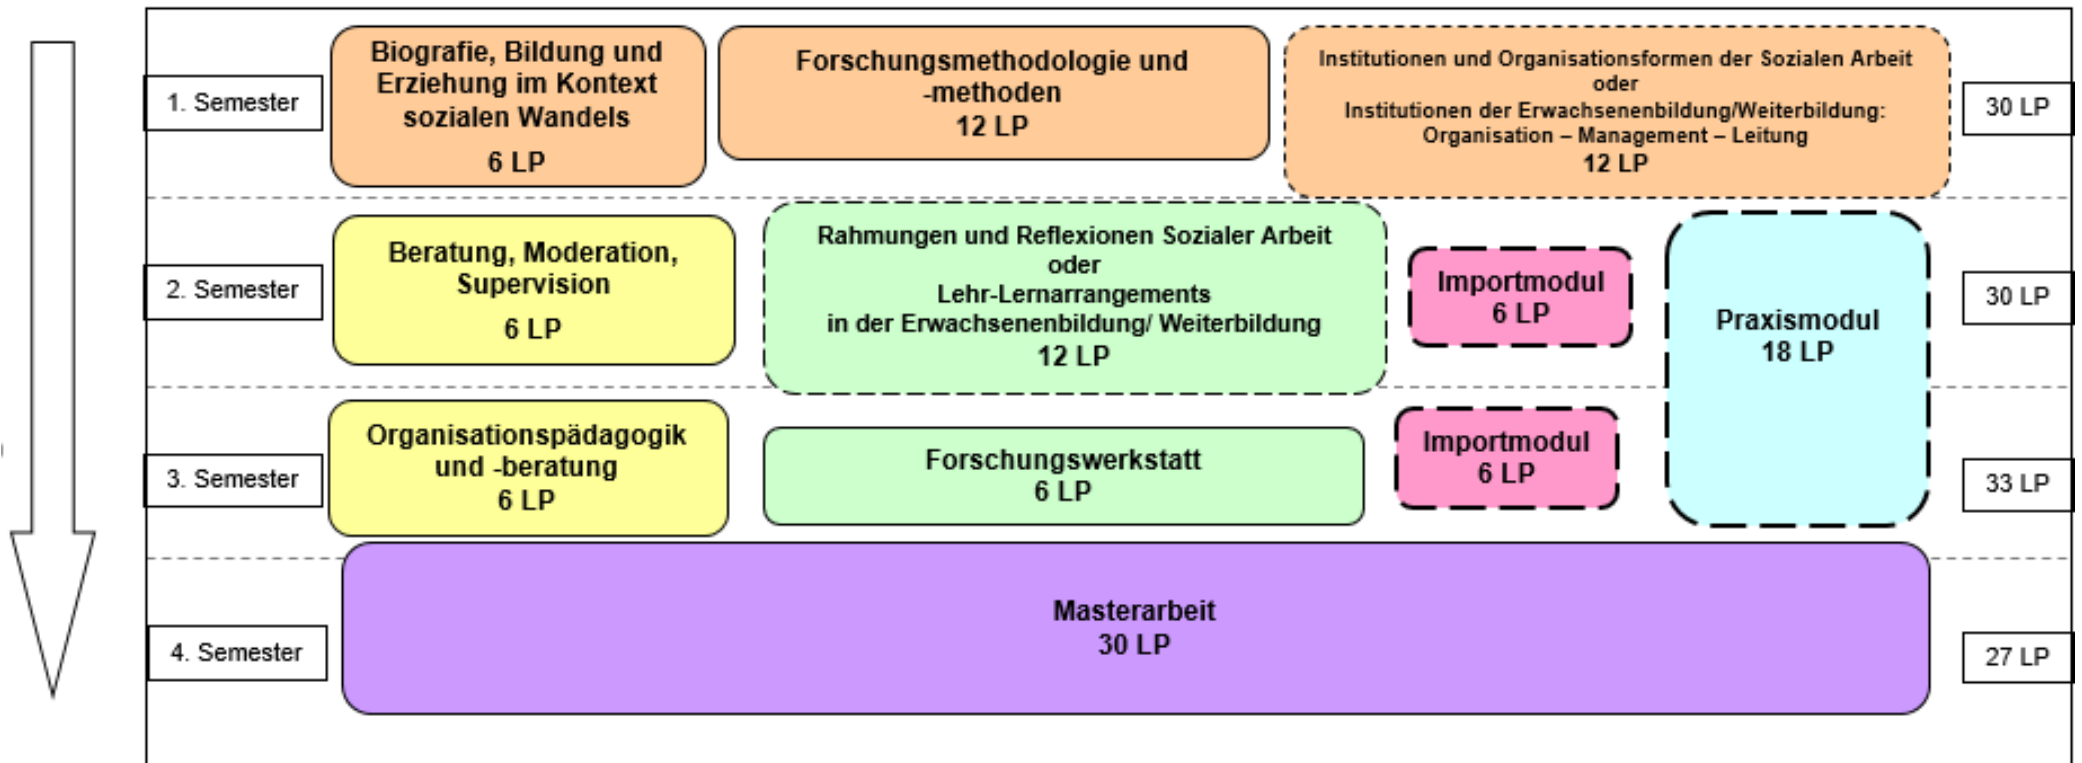 1. Semester
Biografie, Bildung und
Erziehung im Kontext
sozialen Wandels
6 LP
Forschungsmethodologie und
-methoden
12 LP
Institutionen und Organisationsformen der Sozialen Arbeit
oder
Institutionen der Erwachsenenbildung/Weiterbildung:
Organisation – Management – Leitung
12 LP
30 LP
2. Semester
Beratung, Moderation,
Supervision
6 LP
Rahmungen und Reflexionen Sozialer Arbeit
oder
Lehr-Lernarrangements
in der Erwachsenenbildung/ Weiterbildung
12 LP
Importmodul
6 LP
Praxismodul
18 LP
30 LP
3. Semester
Organisationspädagogik
und -beratung
6 LP
Forschungswerkstatt
6 LP
Importmodul
6 LP
33 LP
4. Semester
Masterarbeit
30 LP
27 LP